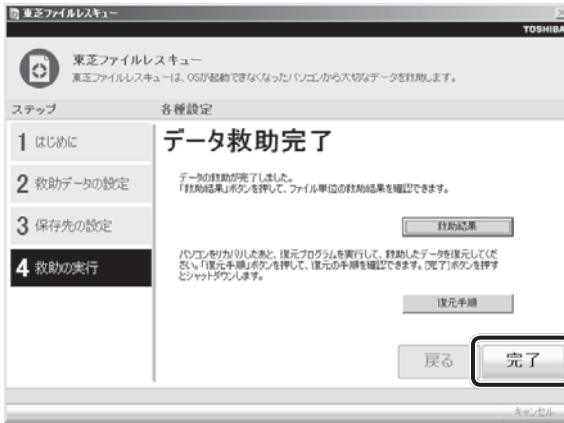 東芝ファイルレスキュー
TOSHIBA
東芝ファイルレスキュー
東芝ファイルレスキューは、OSが起動できなくなったパソコンから大切なデータを救助します。
ステップ
各種設定
1 はじめに
2 救助データの設定
3 保存先の設定
4 救助の実行
データ救助完了
データの救助が完了しました。
「救助結果」ボタンを押して、ファイル単位の救助結果を確認できます。
救助結果
パソコンをリカバリしたあと、復元プログラムを実行して、救助したデータを復元してくだ
さい。「復元手順」ボタンを押して、復元の手順を確認できます。[完了]ボタンを押す
とシャットダウンします。
復元手順
戻る
完了
キャンセル